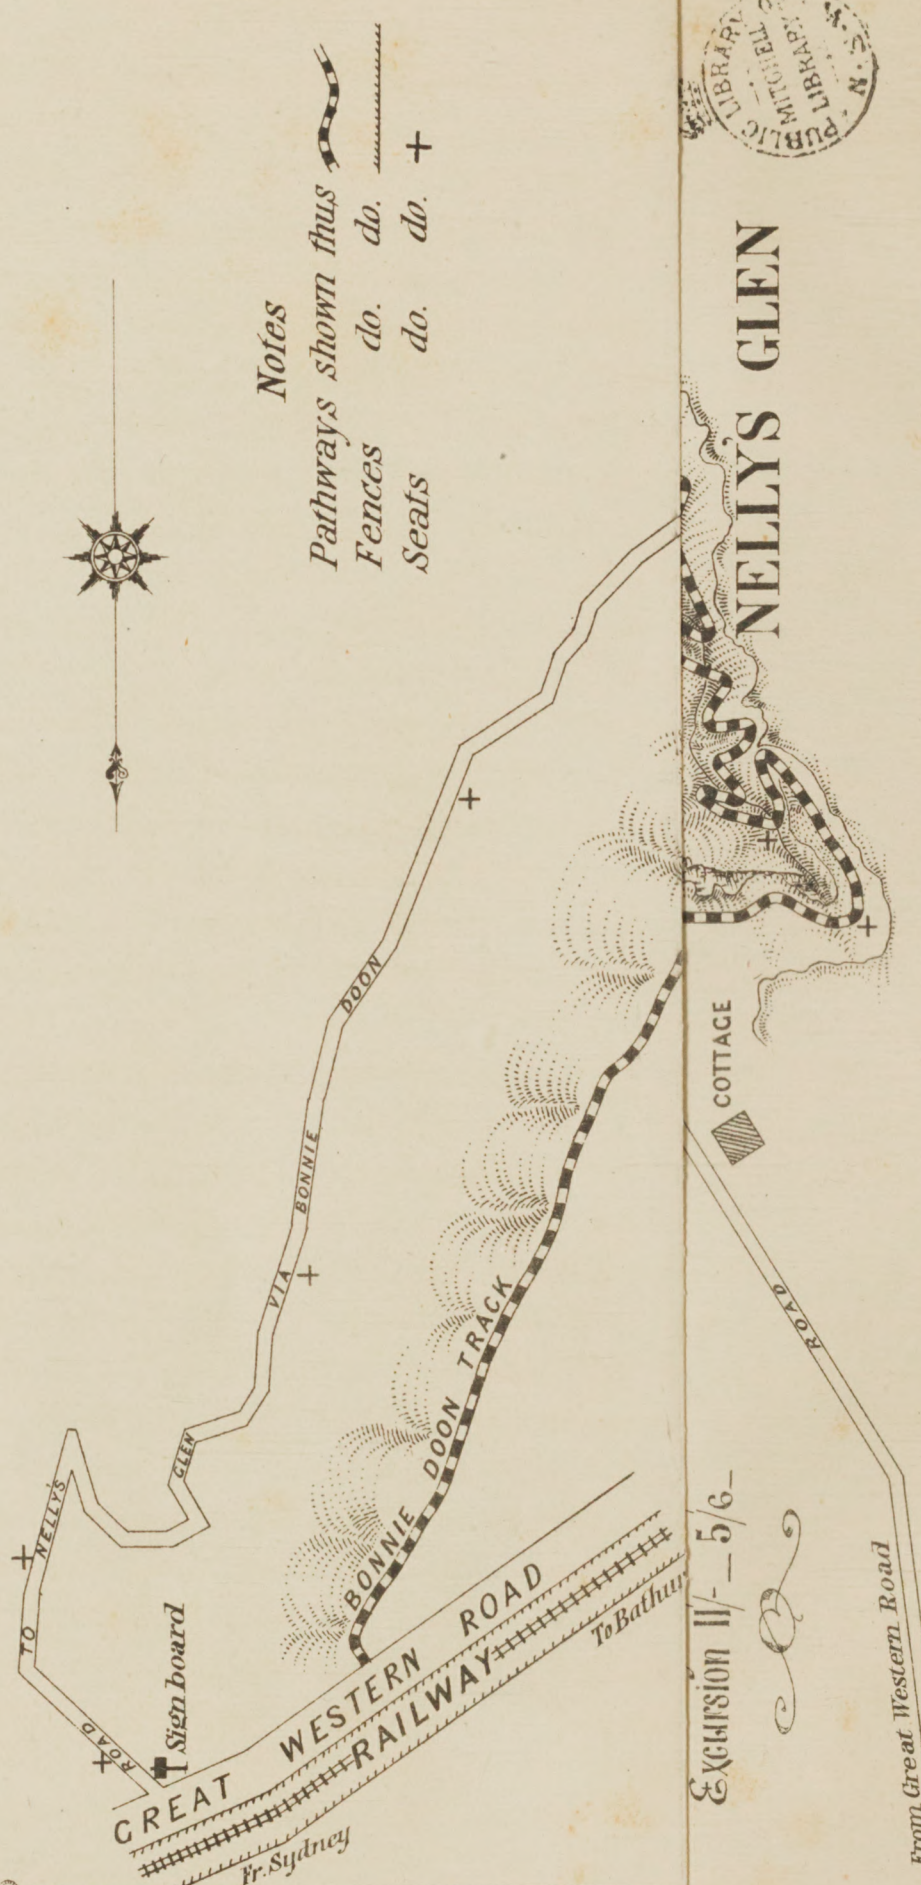 PUBLIC LIBRARY
MITCHELL
LIBRARY
N.S.W
Notes
Pathways shown thus
Fences do. do.
Seats do. do.
NELLY'S GLEN
ROAD TO NELLY'S GLEN VIA BONNIE DOON
BONNIE DOON TRACK
Sign board
GREAT WESTERN ROAD
RAILWAY
Fr. Sydney
To Bathur
COTTAGE
ROAD
Excursion 11/- _ 5/6_
From Great Western Road